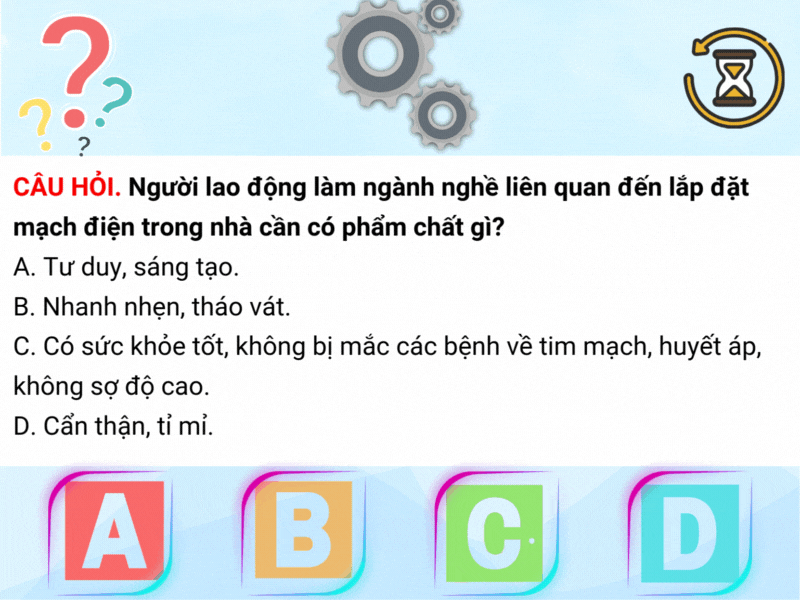 ? ? ? ?
CÂU HỎI. Người lao động làm ngành nghề liên quan đến lắp đặt
mạch điện trong nhà cần có phẩm chất gì?
A. Tư duy, sáng tạo.
B. Nhanh nhẹn, tháo vát.
C. Có sức khỏe tốt, không bị mắc các bệnh về tim mạch, huyết áp,
không sợ độ cao.
D. Cẩn thận, tỉ mỉ.
A B C D